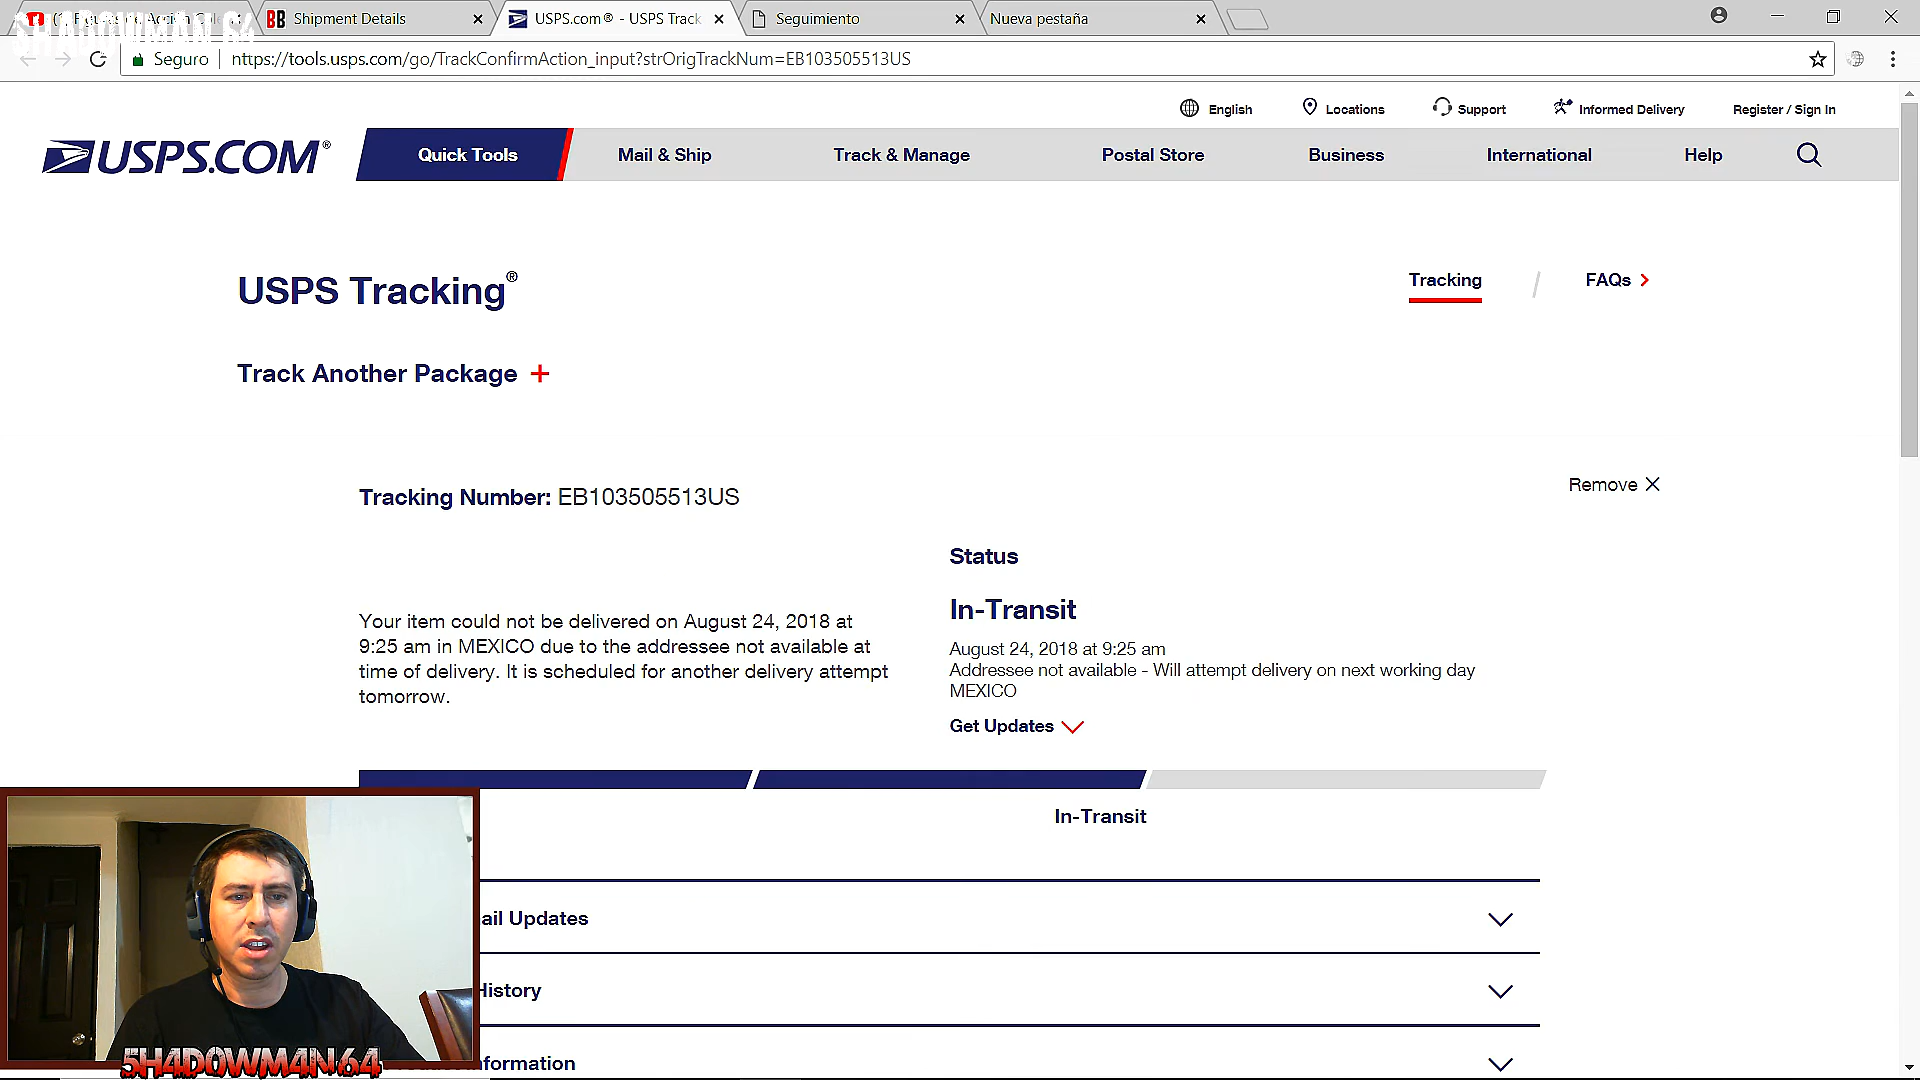 Shipment Details
USPS.com® - USPS Track
Seguimiento
Nueva pestaña
5H4D0WM4N 64
Seguro
https://tools.usps.com/go/TrackConfirmAction_input?strOrigTrackNum=EB103505513US
English
Locations
Support
Informed Delivery
Register / Sign In
USPS.COM®
Quick Tools
Mail & Ship
Track & Manage
Postal Store
Business
International
Help
USPS Tracking®
Tracking
FAQs
Track Another Package +
Tracking Number: EB103505513US
Remove
Status
In-Transit
Your item could not be delivered on August 24, 2018 at
9:25 am in MEXICO due to the addressee not available at
time of delivery. It is scheduled for another delivery attempt
tomorrow.
August 24, 2018 at 9:25 am
Addressee not available - Will attempt delivery on next working day
MEXICO
Get Updates
In-Transit
ail Updates
History
nformation
5H4D0WM4N64